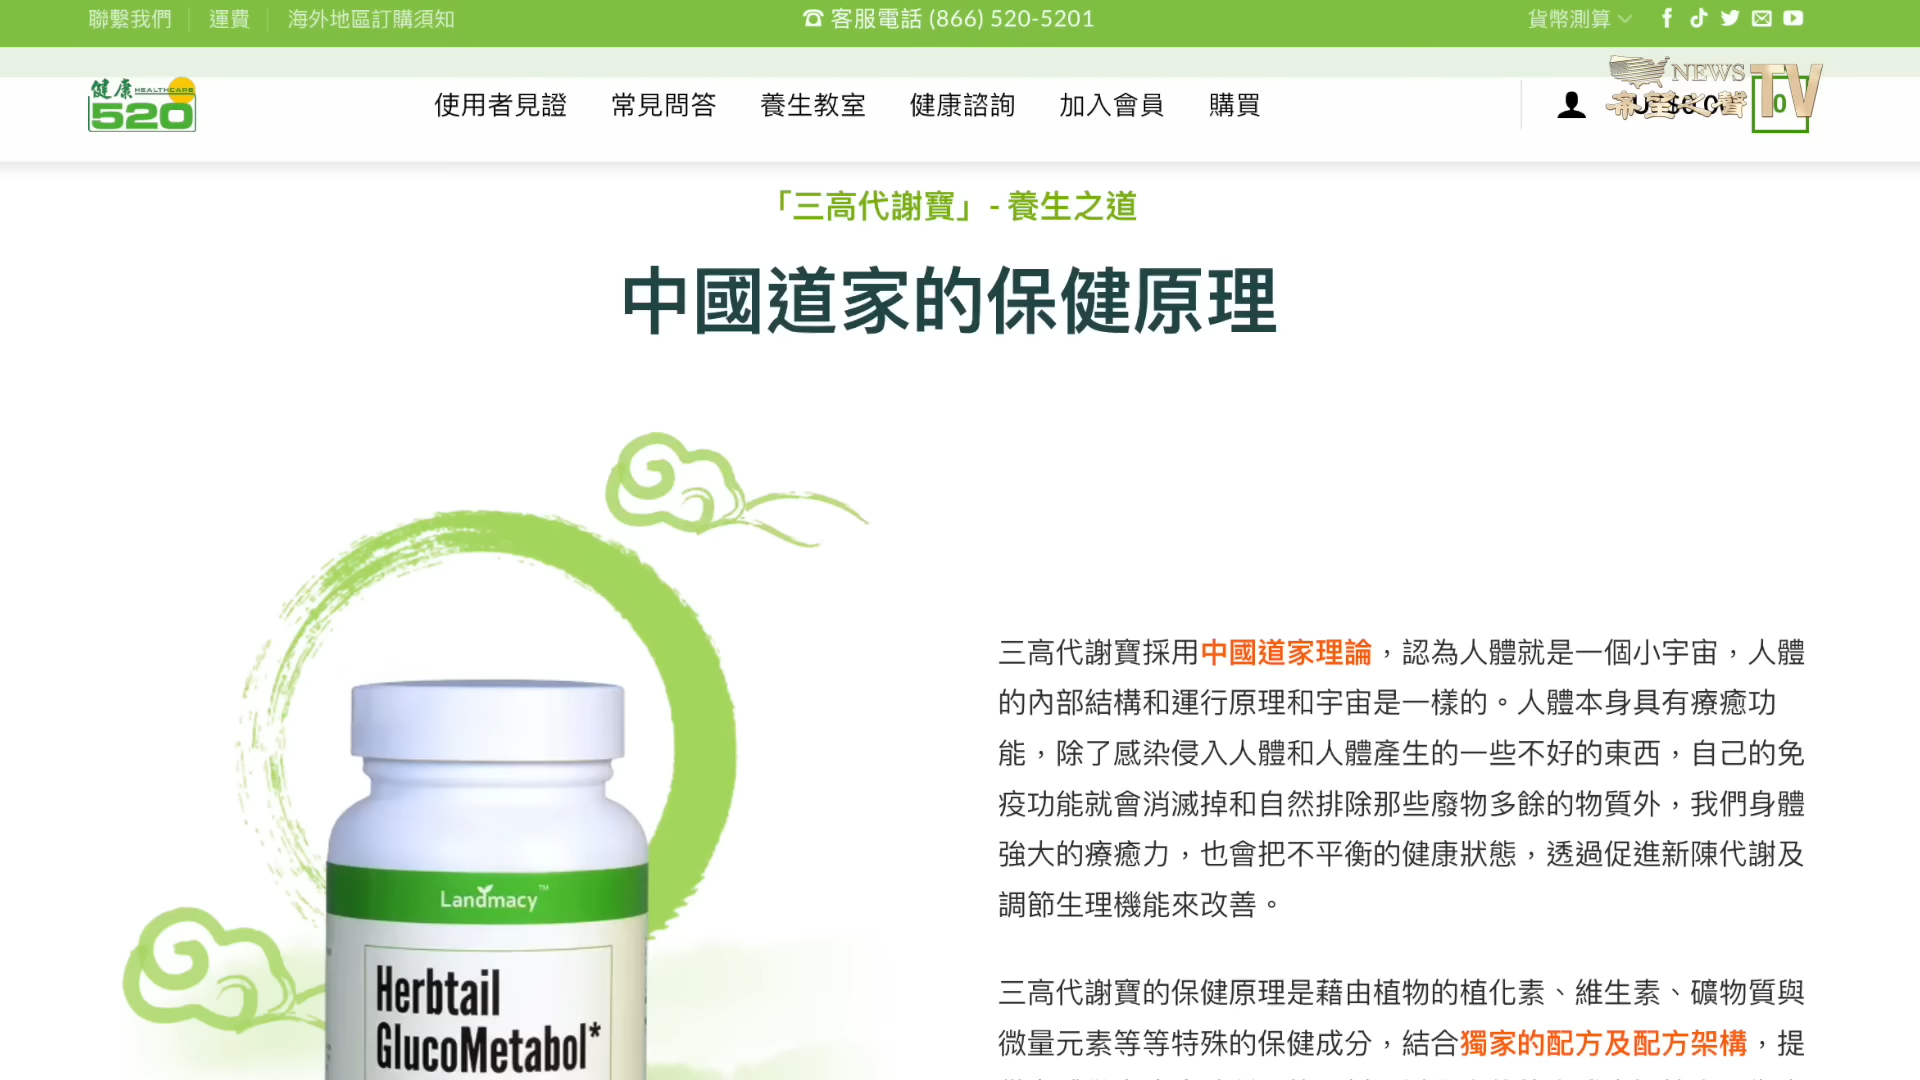 聯繫我們 運費 海外地區訂購須知 ☎ 客服電話 (866) 520-5201 貨幣測算
健康 HEALTHCARE
520
使用者見證 常見問答 養生教室 健康諮詢 加入會員 購買
NEWS
希望之聲 TV
0
「三高代謝寶」- 養生之道
中國道家的保健原理
三高代謝寶採用中國道家理論，認為人體就是一個小宇宙，人體
的內部結構和運行原理和宇宙是一樣的。人體本身具有療癒功
能，除了感染侵入人體和人體產生的一些不好的東西，自己的免
疫功能就會消滅掉和自然排除那些廢物多餘的物質外，我們身體
強大的療癒力，也會把不平衡的健康狀態，透過促進新陳代謝及
調節生理機能來改善。
三高代謝寶的保健原理是藉由植物的植化素、維生素、礦物質與
微量元素等等特殊的保健成分，結合獨家的配方及配方架構，提
Landmacy™
Herbtail
GlucoMetabol*